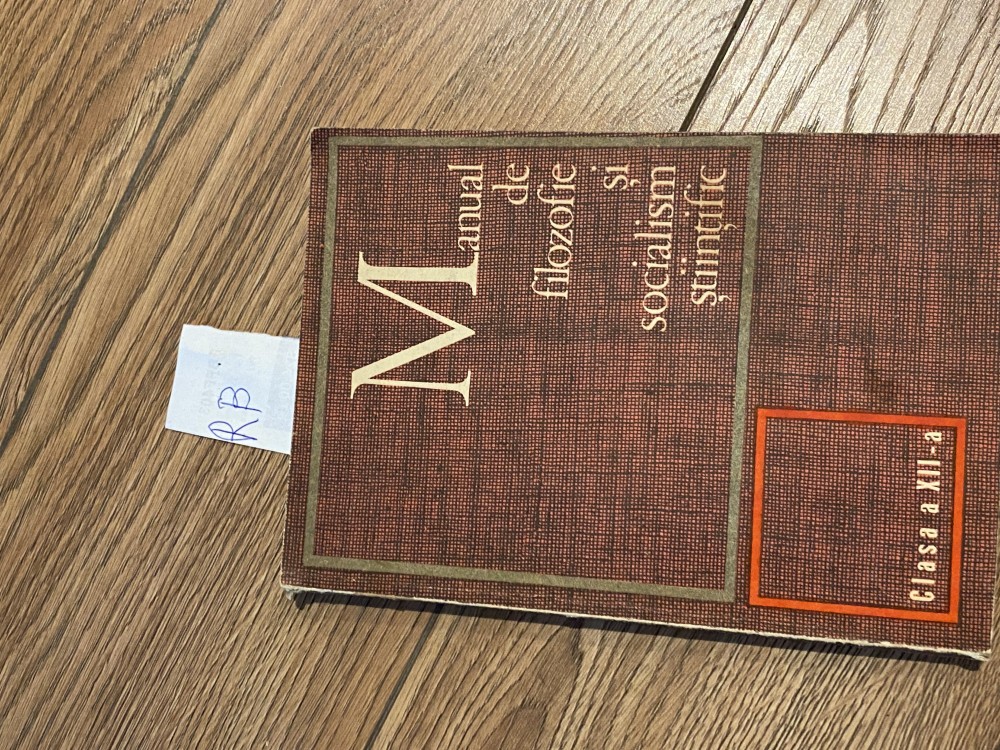 RB
Manual
de
filozofie
și
socialism
științific
Clasa a XII-a